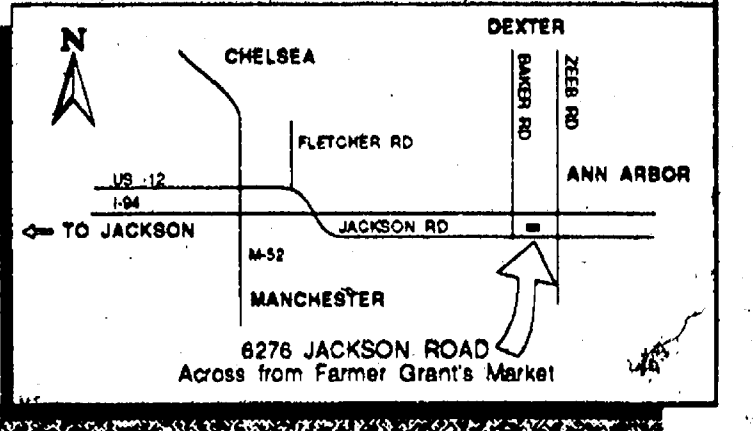 DEXTER
N
CHELSEA
BAKER RD
ZEEB RD
FLETCHER RD
ANN ARBOR
US-12
I-94
JACKSON RD
TO JACKSON
M-52
MANCHESTER
6276 JACKSON ROAD
Across from Farmer Grant's Market